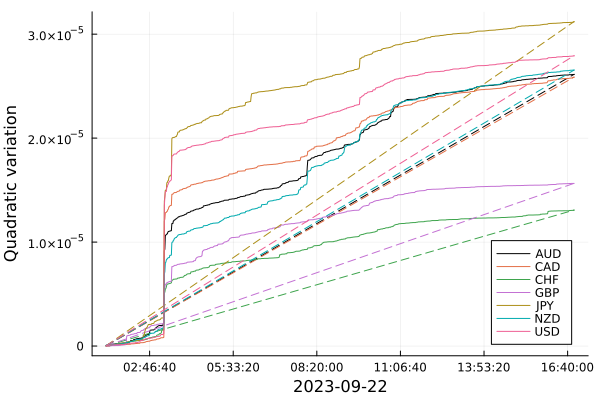 Quadratic variation
3.0×10⁻⁵
2.0×10⁻⁵
1.0×10⁻⁵
0
AUD
CAD
CHF
GBP
JPY
NZD
USD
02:46:40 05:33:20 08:20:00 11:06:40 13:53:20 16:40:00
2023-09-22